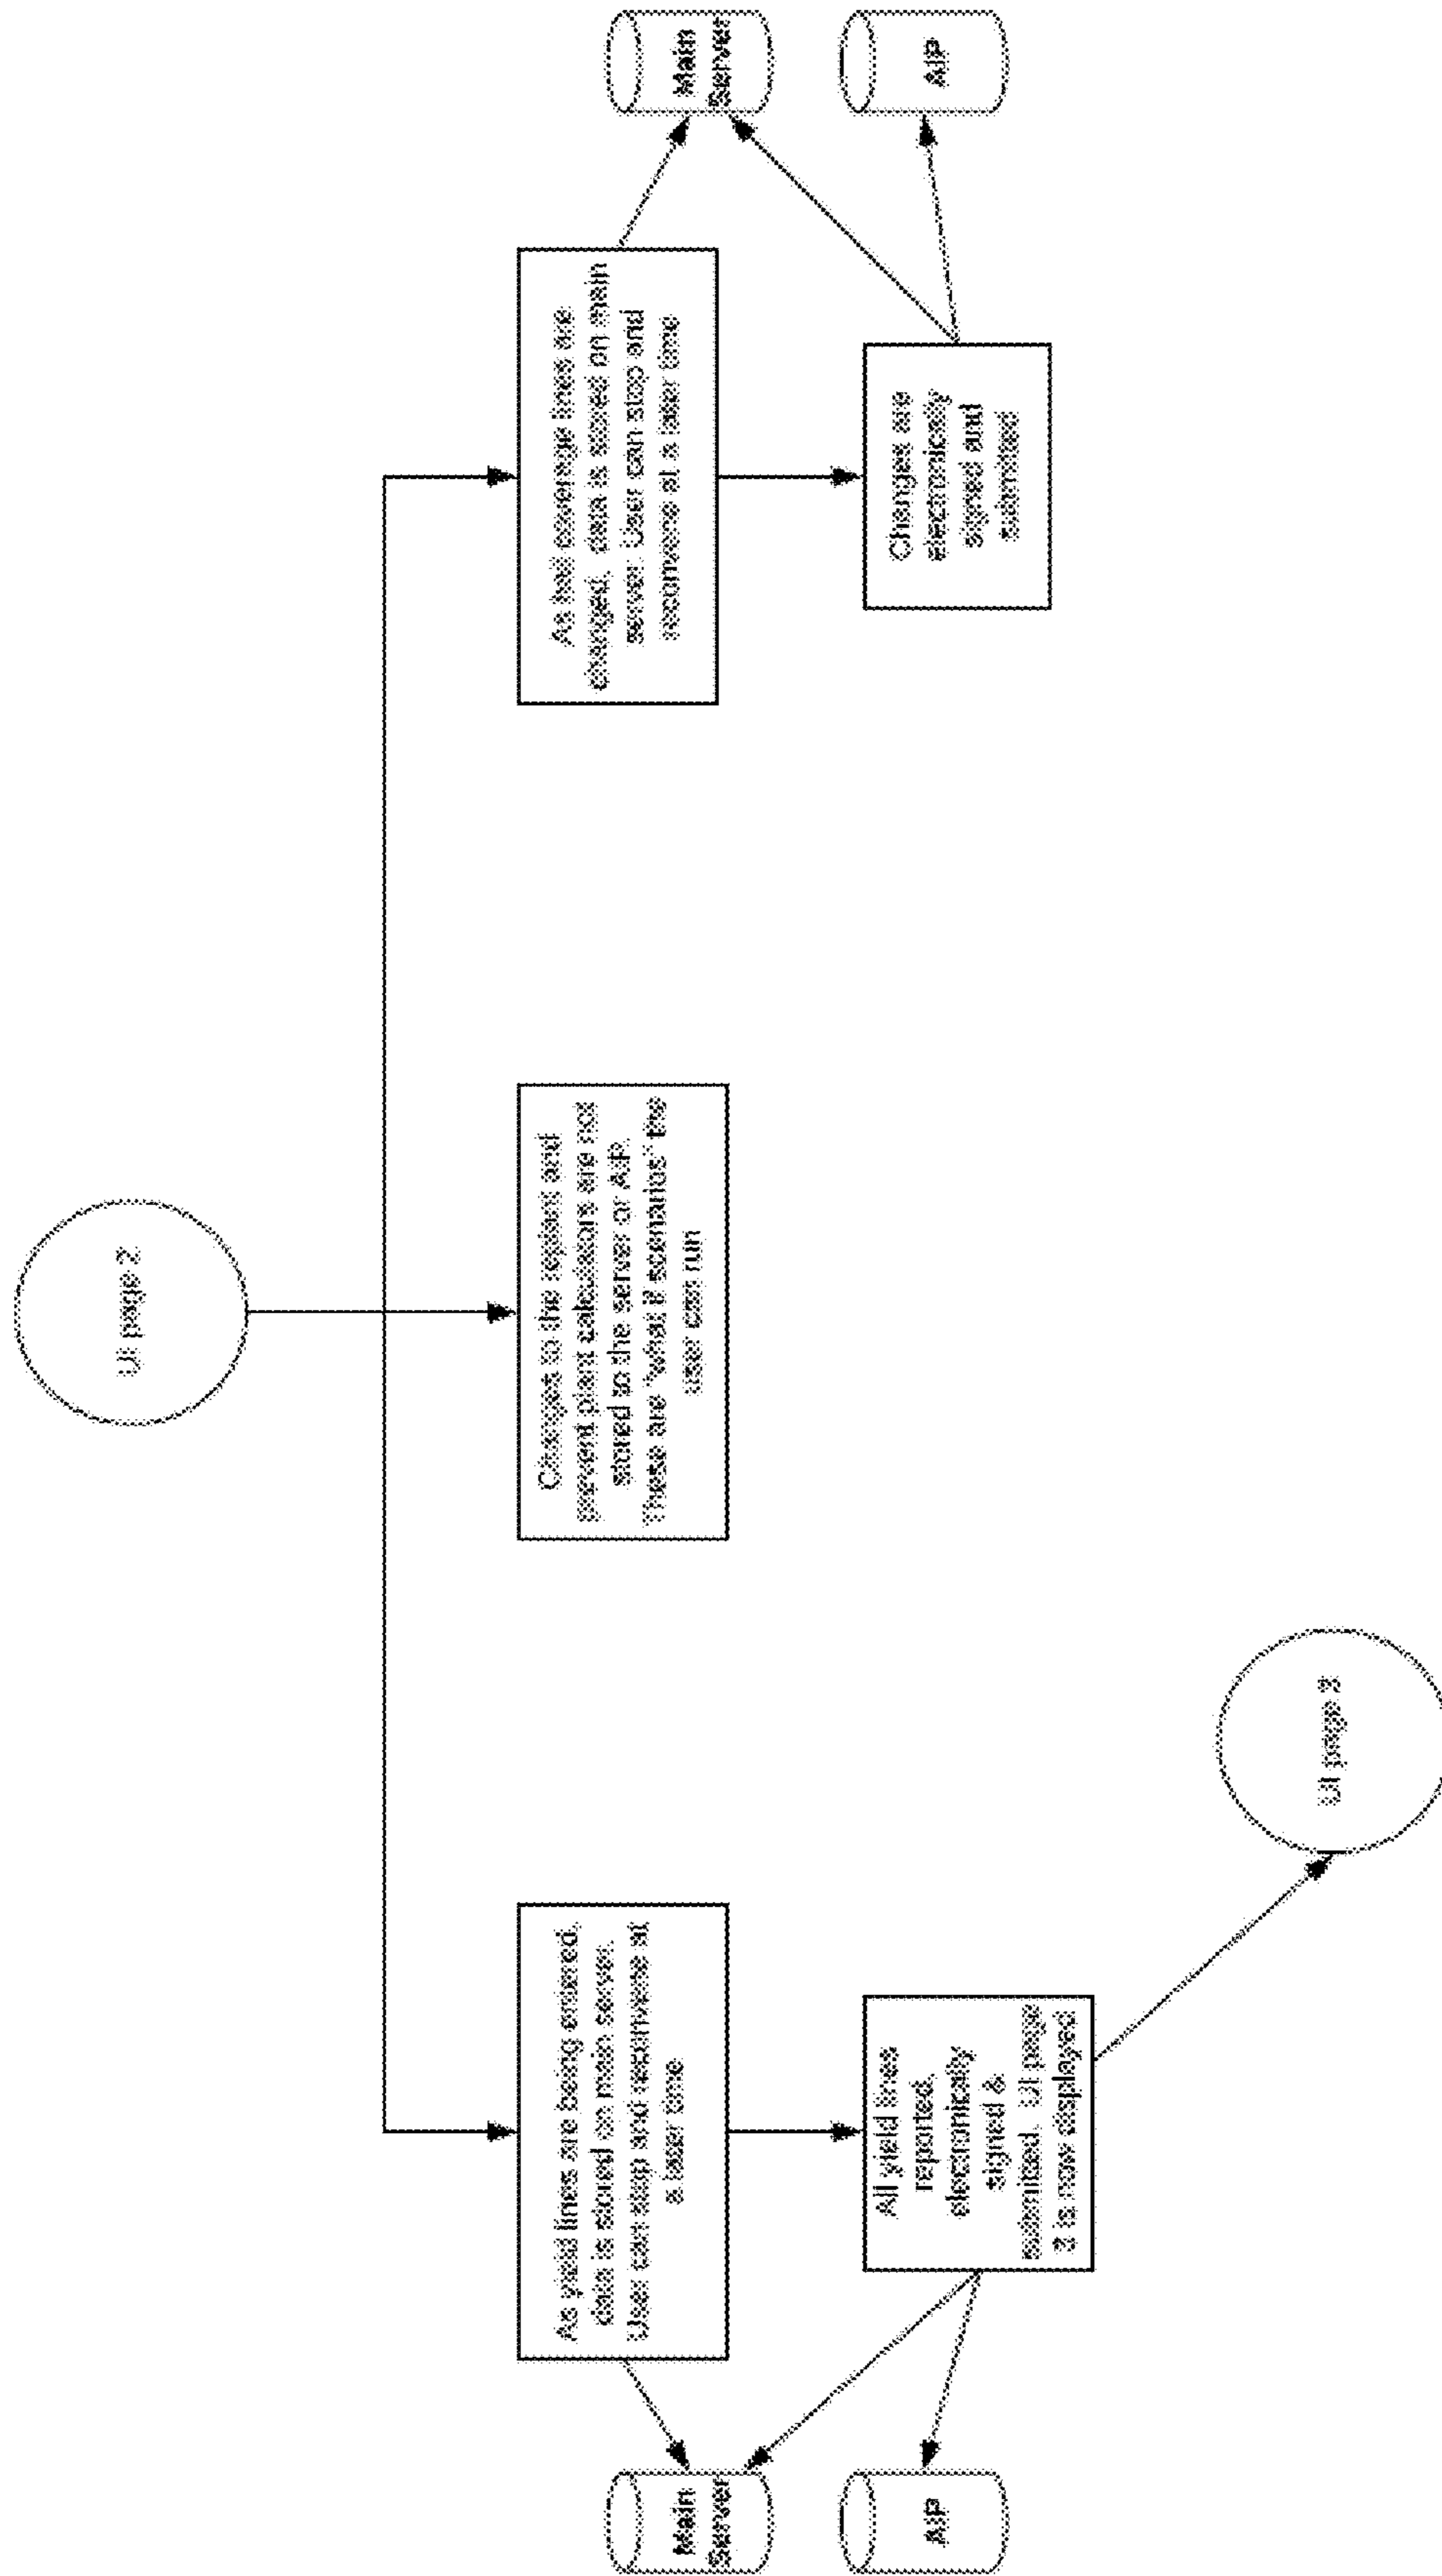 UI page 2
As yield lines are being entered,
data is stored on main server.
User can stop and reconvene at
a later time
Changes to the replant and
prevent plant calculators are not
stored to the server or AIP.
These are "what if scenarios" the
user can run
As hail coverage lines are
changed, data is stored on main
server. User can stop and
reconvene at a later time
Main
Server
AIP
All yield lines
reported,
electronically
signed &
submitted. UI page
3 is now displayed
Changes are
electronically
signed and
submitted
Main
Server
AIP
UI page 3